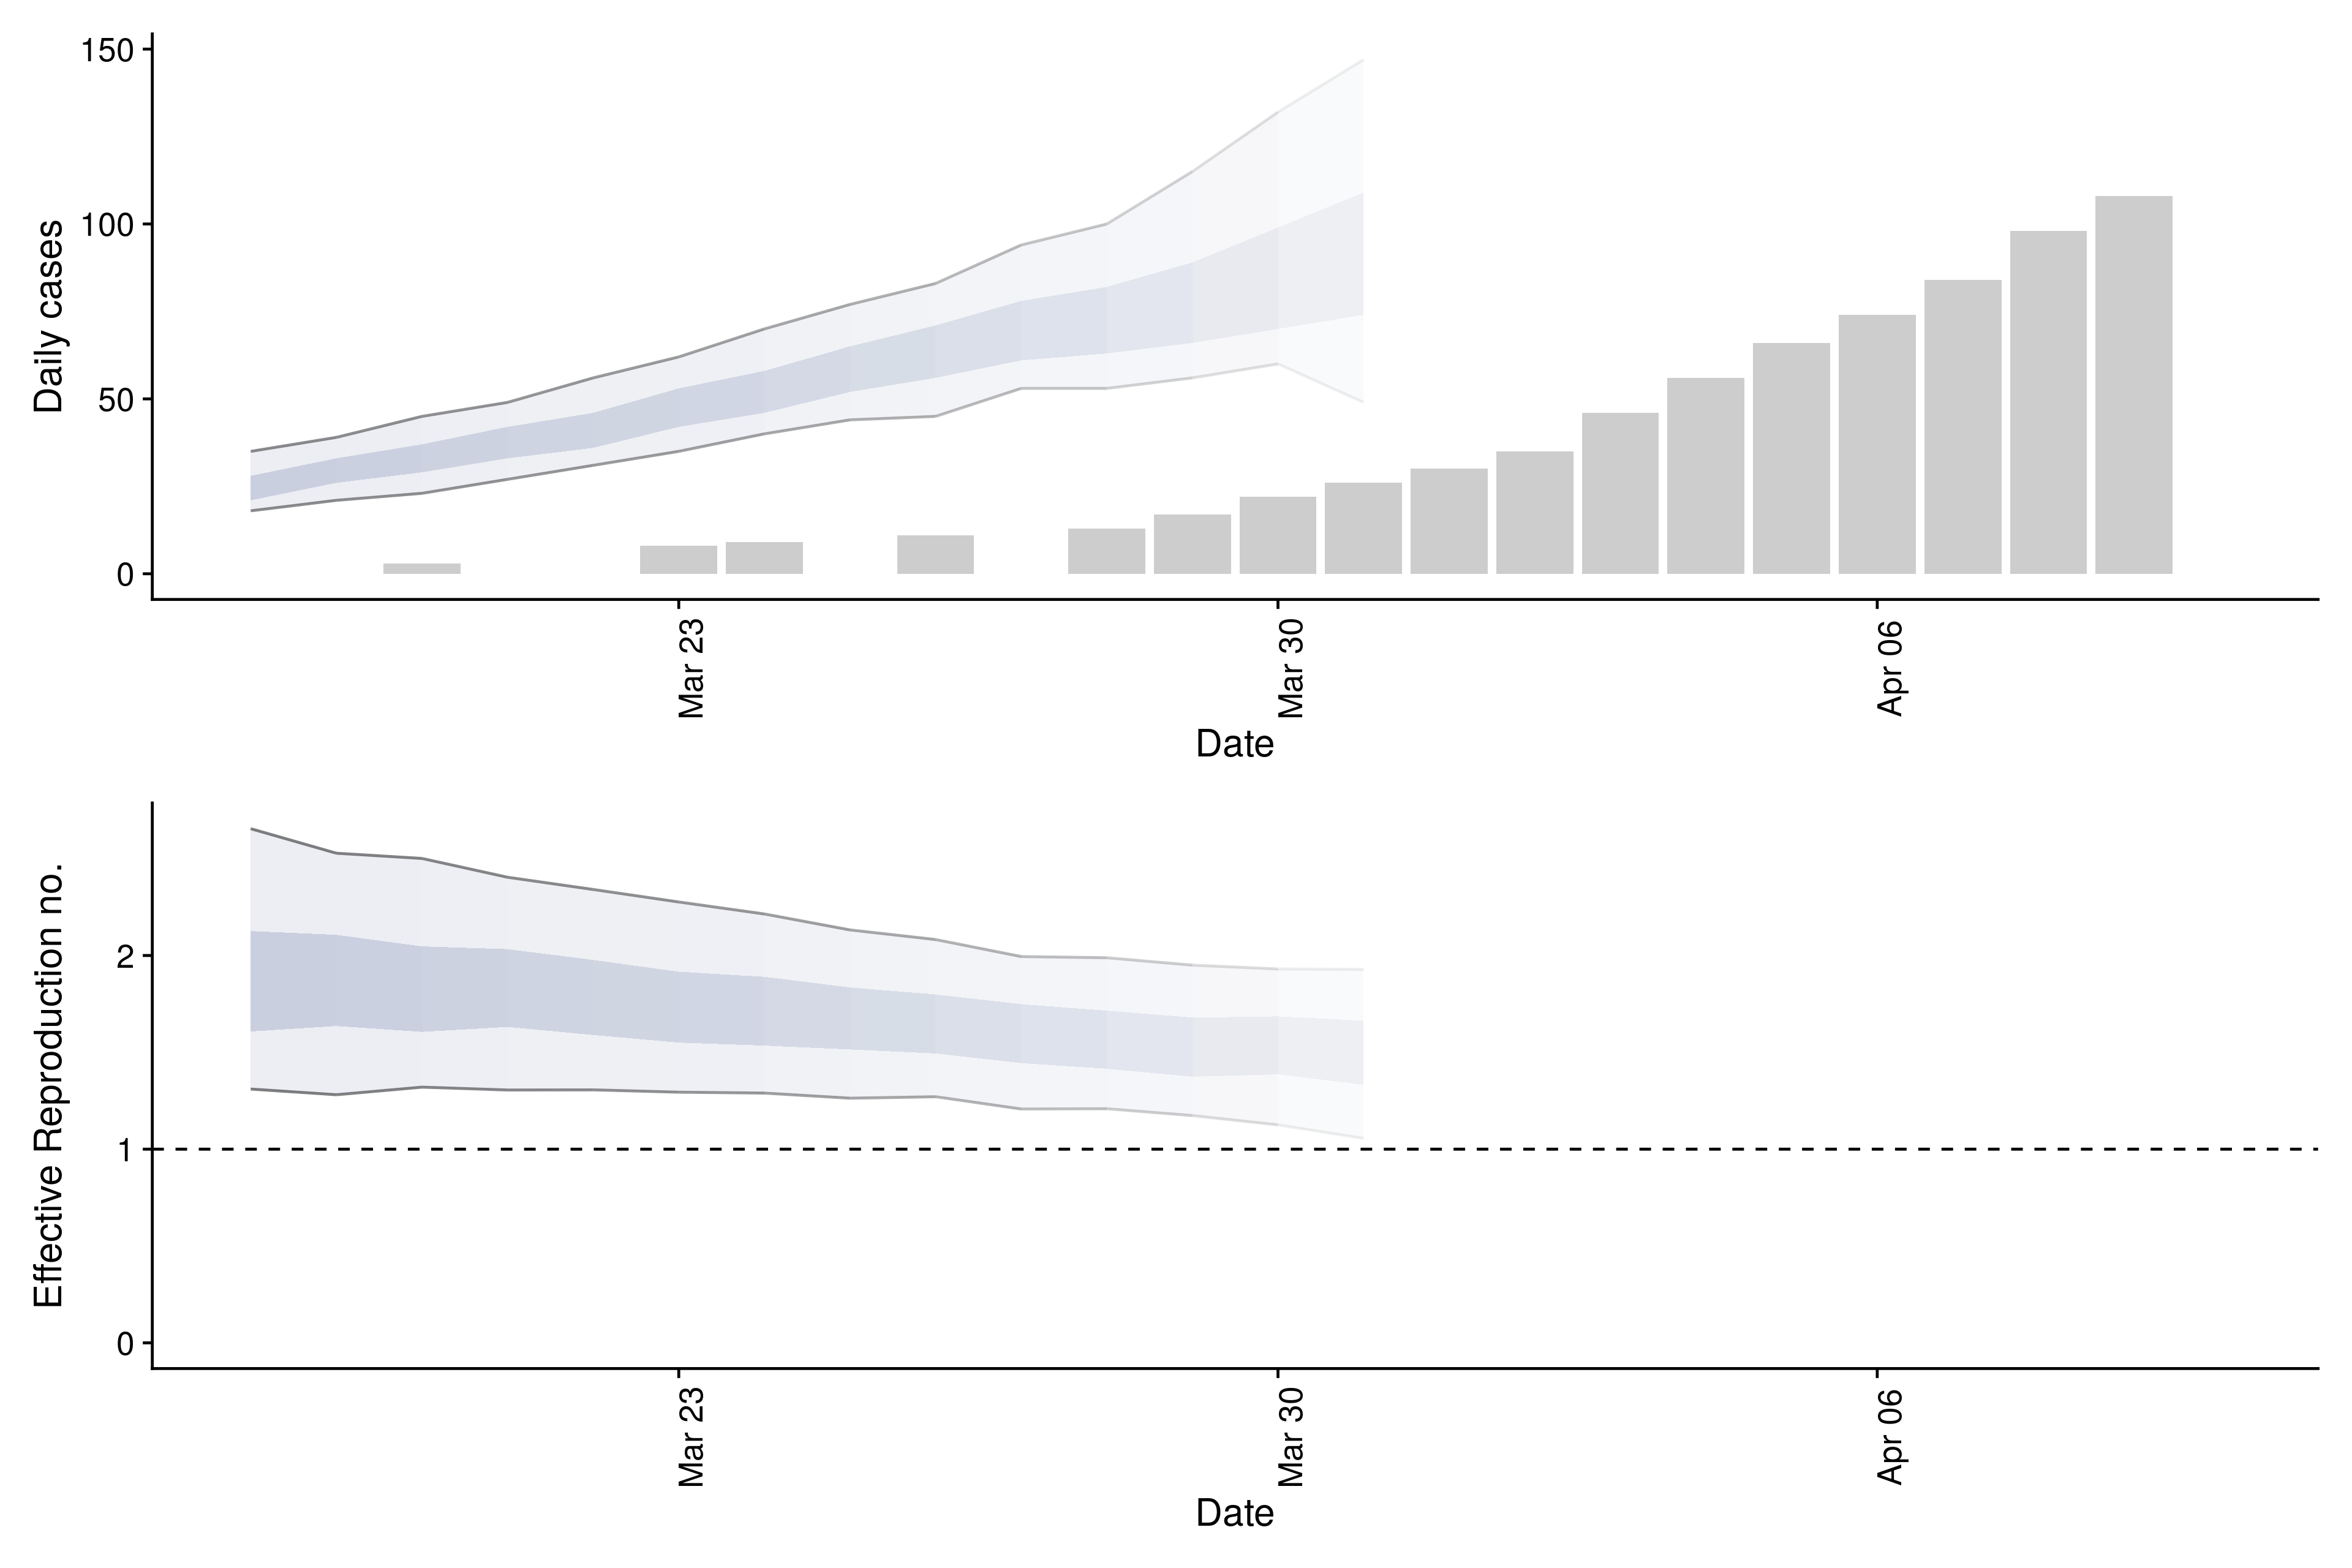 Daily cases
150
100
50
0
Mar 23
Mar 30
Apr 06
Date
Effective Reproduction no.
2
1
0
Mar 23
Mar 30
Apr 06
Date